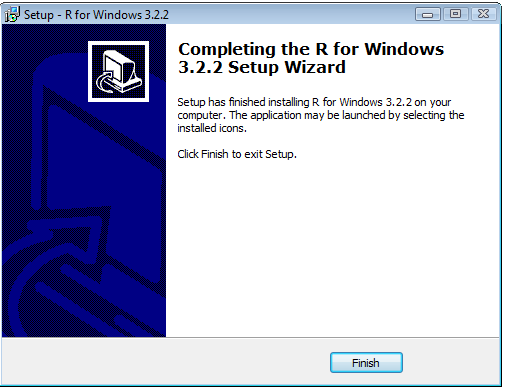 Setup - R for Windows 3.2.2
Completing the R for Windows
3.2.2 Setup Wizard
Setup has finished installing R for Windows 3.2.2 on your
computer. The application may be launched by selecting the
installed icons.
Click Finish to exit Setup.
Finish